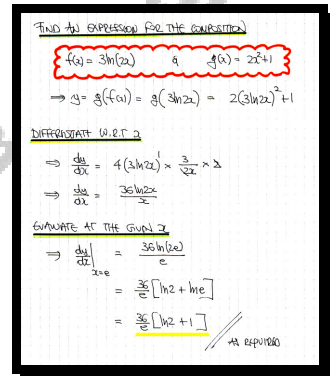 FIND AN EXPRESSION FOR THE COMPOSITION
f(x) = 3ln(2x) & g(x) = 2x²+1
⇒ y = g(f(x)) = g(3ln2x) = 2(3ln2x)²+1
DIFFERENTIATE W.R.T x
⇒ dy/dx = 4(3ln2x)¹ × 3/2x × 2
⇒ dy/dx = 36ln2x/x
EVALUATE AT THE GIVEN x
⇒ dy/dx|x=e = 36ln(2e)/e
= 36/e [ln2 + lne]
= 36/e [ln2 + 1]
AS REQUIRED